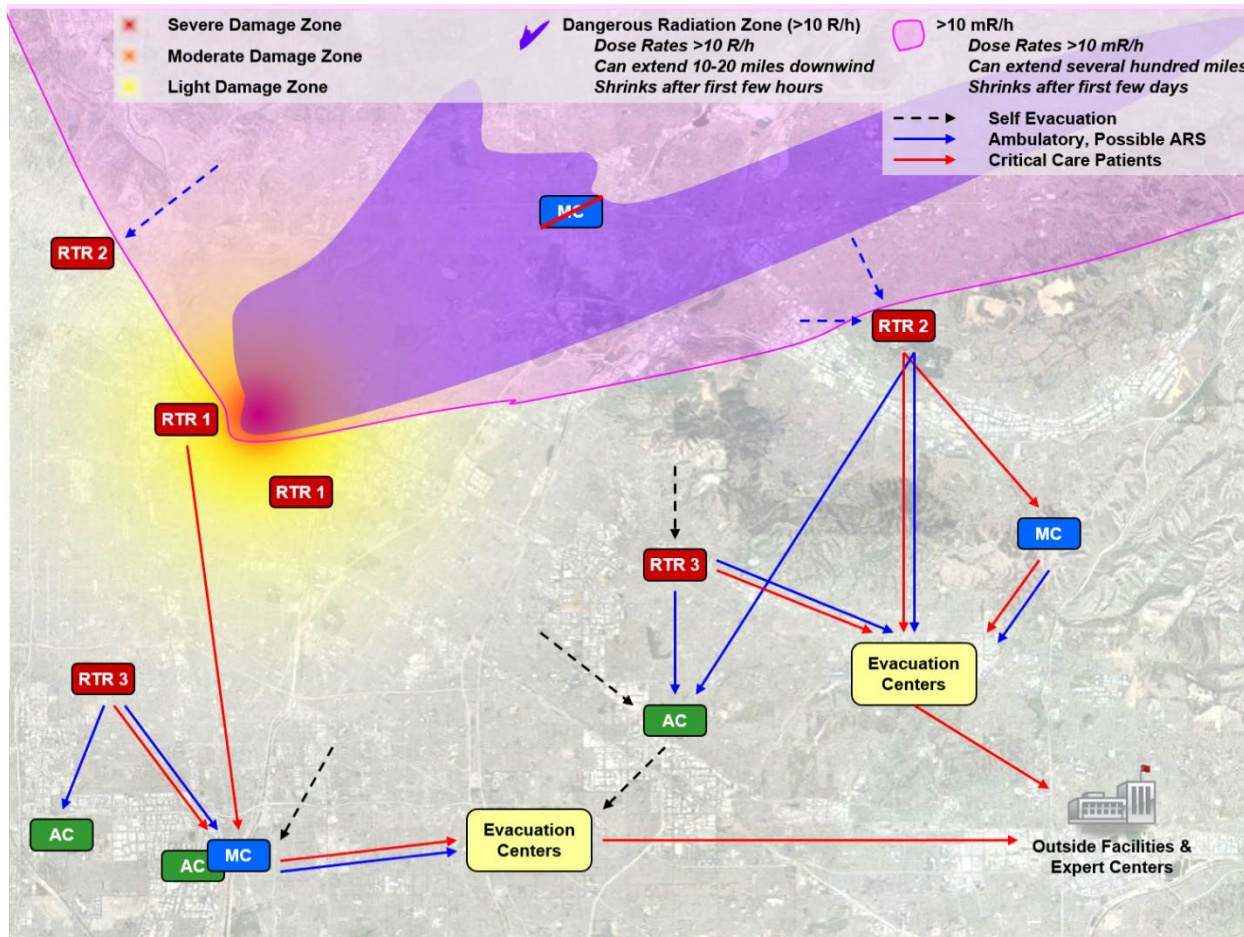 Severe Damage Zone
Moderate Damage Zone
Light Damage Zone
Dangerous Radiation Zone (>10 R/h)
Dose Rates >10 R/h
Can extend 10-20 miles downwind
Shrinks after first few hours
>10 mR/h
Dose Rates >10 mR/h
Can extend several hundred miles
Shrinks after first few days
Self Evacuation
Ambulatory, Possible ARS
Critical Care Patients
MC
RTR 2
RTR 2
RTR 1
RTR 1
MC
RTR 3
Evacuation
Centers
RTR 3
AC
AC
AC
MC
Evacuation
Centers
Outside Facilities &
Expert Centers